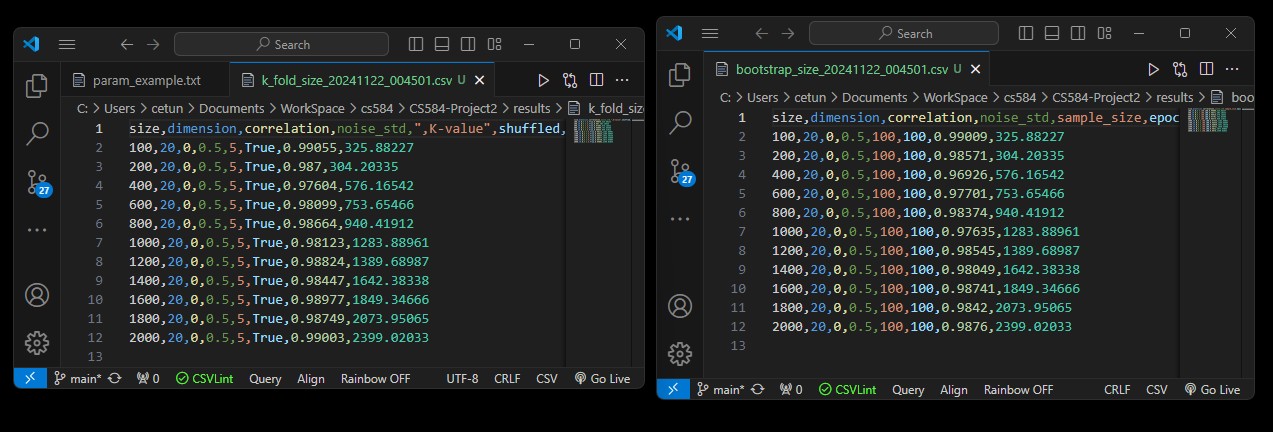 Search
param_example.txt
k_fold_size_20241122_004501.csv U
C: > Users > cetun > Documents > WorkSpace > cs584 > CS584-Project2 > results > k_fold_size
1 size,dimension,correlation,noise_std,",K-value",shuffled,
2 100,20,0,0.5,5,True,0.99055,325.88227
3 200,20,0,0.5,5,True,0.987,304.20335
4 400,20,0,0.5,5,True,0.97604,576.16542
5 600,20,0,0.5,5,True,0.98099,753.65466
6 800,20,0,0.5,5,True,0.98664,940.41912
7 1000,20,0,0.5,5,True,0.98123,1283.88961
8 1200,20,0,0.5,5,True,0.98824,1389.68987
9 1400,20,0,0.5,5,True,0.98447,1642.38338
10 1600,20,0,0.5,5,True,0.98977,1849.34666
11 1800,20,0,0.5,5,True,0.98749,2073.95065
12 2000,20,0,0.5,5,True,0.99003,2399.02033
13
27
main* 0 CSVLint Query Align Rainbow OFF UTF-8 CRLF CSV Go Live
Search
bootstrap_size_20241122_004501.csv U
C: > Users > cetun > Documents > WorkSpace > cs584 > CS584-Project2 > results > boo
1 size,dimension,correlation,noise_std,sample_size,epoc
2 100,20,0,0.5,100,100,0.99009,325.88227
3 200,20,0,0.5,100,100,0.98571,304.20335
4 400,20,0,0.5,100,100,0.96926,576.16542
5 600,20,0,0.5,100,100,0.97701,753.65466
6 800,20,0,0.5,100,100,0.98374,940.41912
7 1000,20,0,0.5,100,100,0.97635,1283.88961
8 1200,20,0,0.5,100,100,0.98545,1389.68987
9 1400,20,0,0.5,100,100,0.98049,1642.38338
10 1600,20,0,0.5,100,100,0.98741,1849.34666
11 1800,20,0,0.5,100,100,0.9842,2073.95065
12 2000,20,0,0.5,100,100,0.9876,2399.02033
13
27
main* 0 CSVLint Query Align Rainbow OFF CRLF CSV Go Live